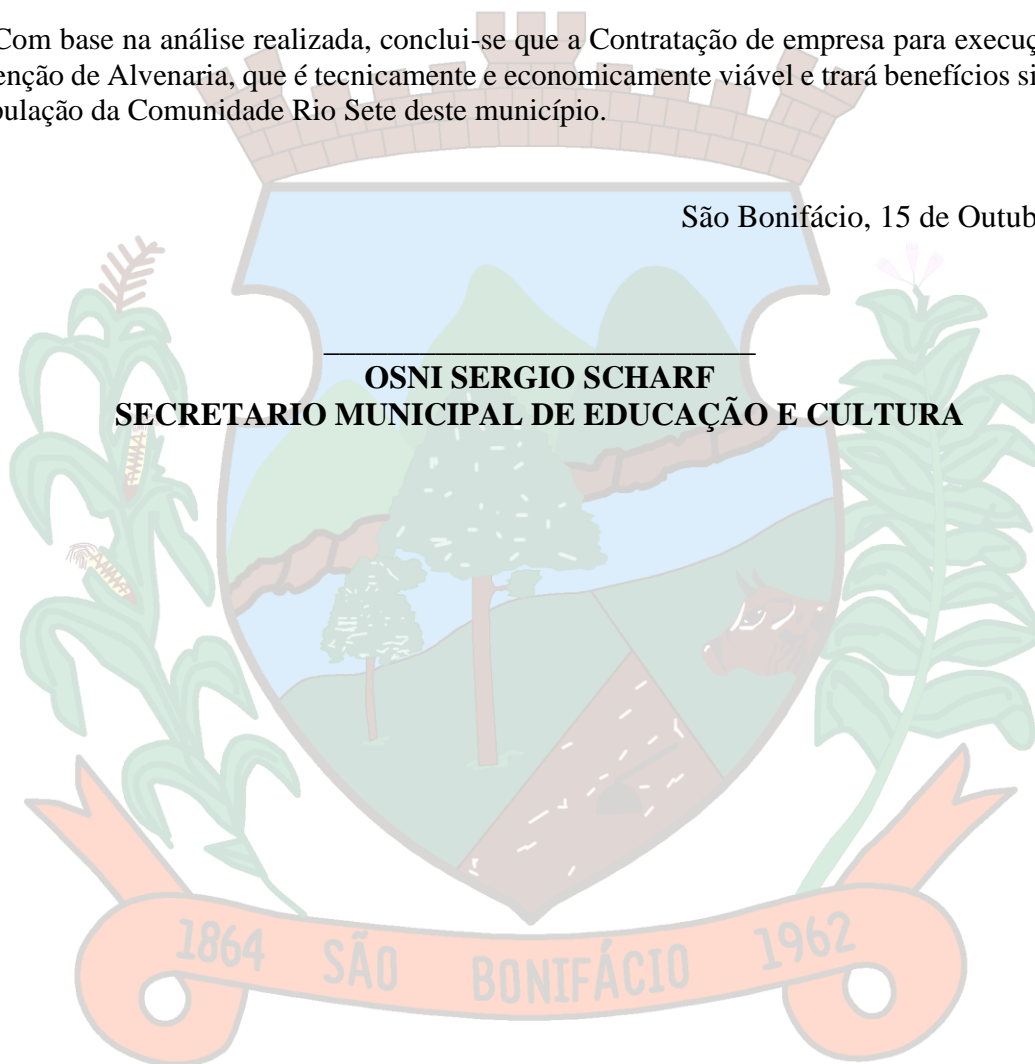 Com base na análise realizada, conclui-se que a Contratação de empresa para execuç
enção de Alvenaria, que é tecnicamente e economicamente viável e trará benefícios si
pulação da Comunidade Rio Sete deste município.
São Bonifácio, 15 de Outub
OSNI SERGIO SCHARF
SECRETARIO MUNICIPAL DE EDUCAÇÃO E CULTURA
1864 SÃO BONIFÁCIO 1962